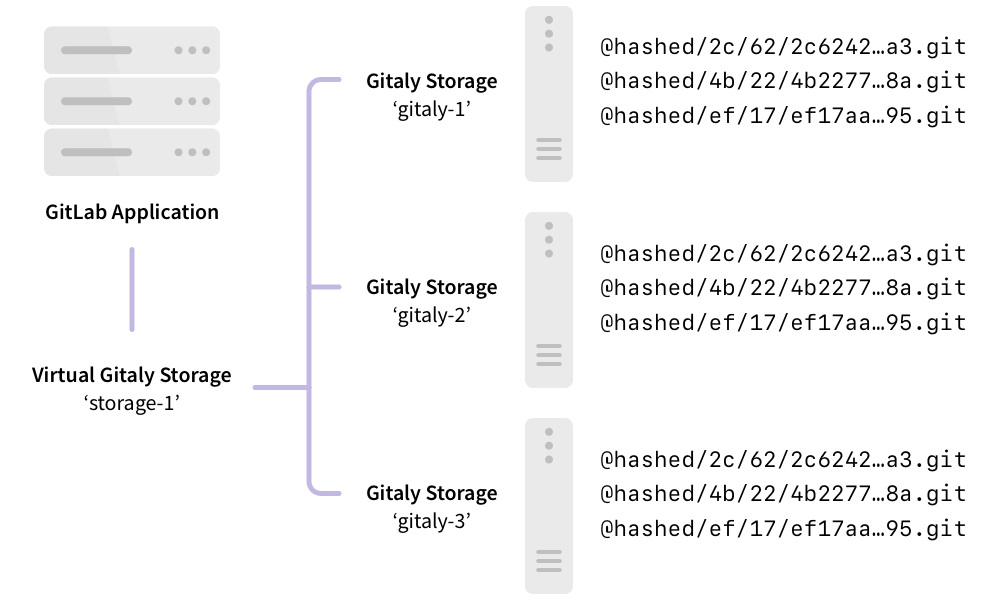 GitLab Application
Virtual Gitaly Storage
‘storage-1’
Gitaly Storage
‘gitaly-1’
@hashed/2c/62/2c6242…a3.git
@hashed/4b/22/4b2277…8a.git
@hashed/ef/17/ef17aa…95.git
Gitaly Storage
‘gitaly-2’
@hashed/2c/62/2c6242…a3.git
@hashed/4b/22/4b2277…8a.git
@hashed/ef/17/ef17aa…95.git
Gitaly Storage
‘gitaly-3’
@hashed/2c/62/2c6242…a3.git
@hashed/4b/22/4b2277…8a.git
@hashed/ef/17/ef17aa…95.git